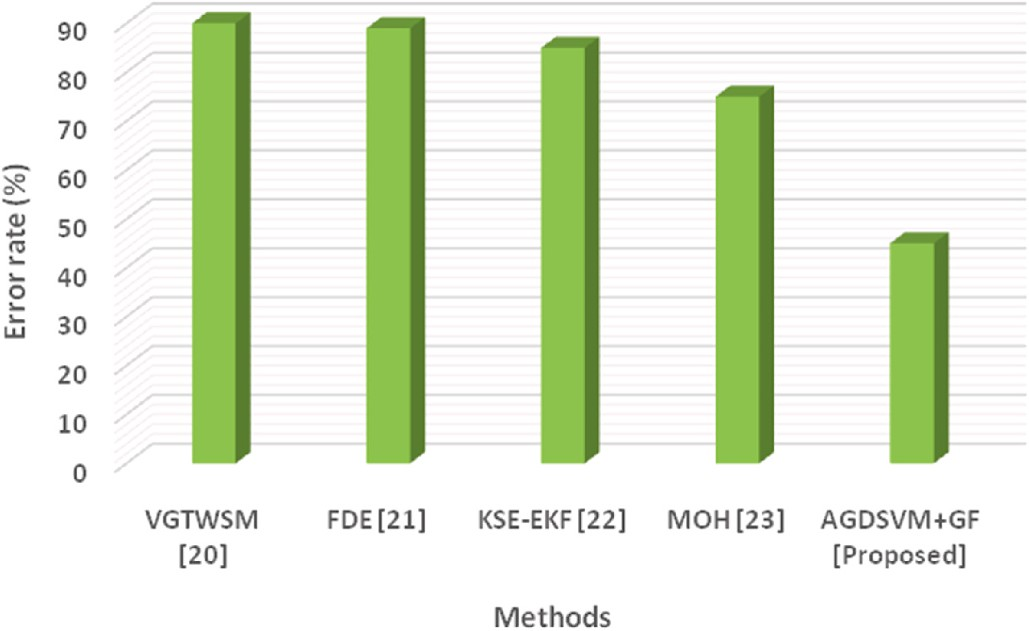 90
80
70
60
50
40
30
20
10
0
Error rate (%)
VGTWSM
[20]
FDE [21]
KSE-EKF [22]
MOH [23]
AGDSVM+GF
[Proposed]
Methods